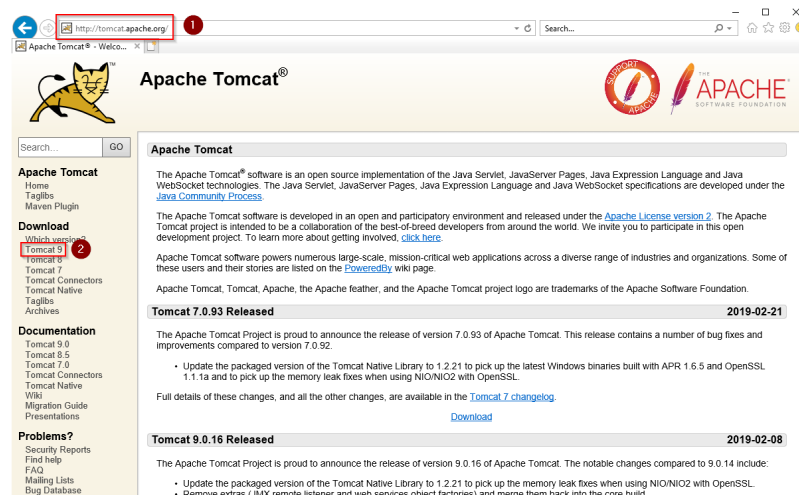 http://tomcat.apache.org/
1
Search...
Apache Tomcat® - Welco...
TM
Apache Tomcat®
SUPPORT
APACHE
THE
APACHE®
SOFTWARE FOUNDATION
Search...
GO
Apache Tomcat
Home
Taglibs
Maven Plugin
Download
Which version?
Tomcat 9
2
Tomcat 8
Tomcat 7
Tomcat Connectors
Tomcat Native
Taglibs
Archives
Documentation
Tomcat 9.0
Tomcat 8.5
Tomcat 7.0
Tomcat Connectors
Tomcat Native
Wiki
Migration Guide
Presentations
Problems?
Security Reports
Find help
FAQ
Mailing Lists
Bug Database
Apache Tomcat
The Apache Tomcat® software is an open source implementation of the Java Servlet, JavaServer Pages, Java Expression Language and Java
WebSocket technologies. The Java Servlet, JavaServer Pages, Java Expression Language and Java WebSocket specifications are developed under the
Java Community Process.
The Apache Tomcat software is developed in an open and participatory environment and released under the Apache License version 2. The Apache
Tomcat project is intended to be a collaboration of the best-of-breed developers from around the world. We invite you to participate in this open
development project. To learn more about getting involved, click here.
Apache Tomcat software powers numerous large-scale, mission-critical web applications across a diverse range of industries and organizations. Some of
these users and their stories are listed on the PoweredBy wiki page.
Apache Tomcat, Tomcat, Apache, the Apache feather, and the Apache Tomcat project logo are trademarks of the Apache Software Foundation.
Tomcat 7.0.93 Released 2019-02-21
The Apache Tomcat Project is proud to announce the release of version 7.0.93 of Apache Tomcat. This release contains a number of bug fixes and
improvements compared to version 7.0.92.
• Update the packaged version of the Tomcat Native Library to 1.2.21 to pick up the latest Windows binaries built with APR 1.6.5 and OpenSSL
1.1.1a and to pick up the memory leak fixes when using NIO/NIO2 with OpenSSL.
Full details of these changes, and all the other changes, are available in the Tomcat 7 changelog.
Download
Tomcat 9.0.16 Released 2019-02-08
The Apache Tomcat Project is proud to announce the release of version 9.0.16 of Apache Tomcat. The notable changes compared to 9.0.14 include:
• Update the packaged version of the Tomcat Native Library to 1.2.21 to pick up the memory leak fixes when using NIO/NIO2 with OpenSSL.
• Remove extras (JMX remote listener and web services object factories) and merge them back into the core build.